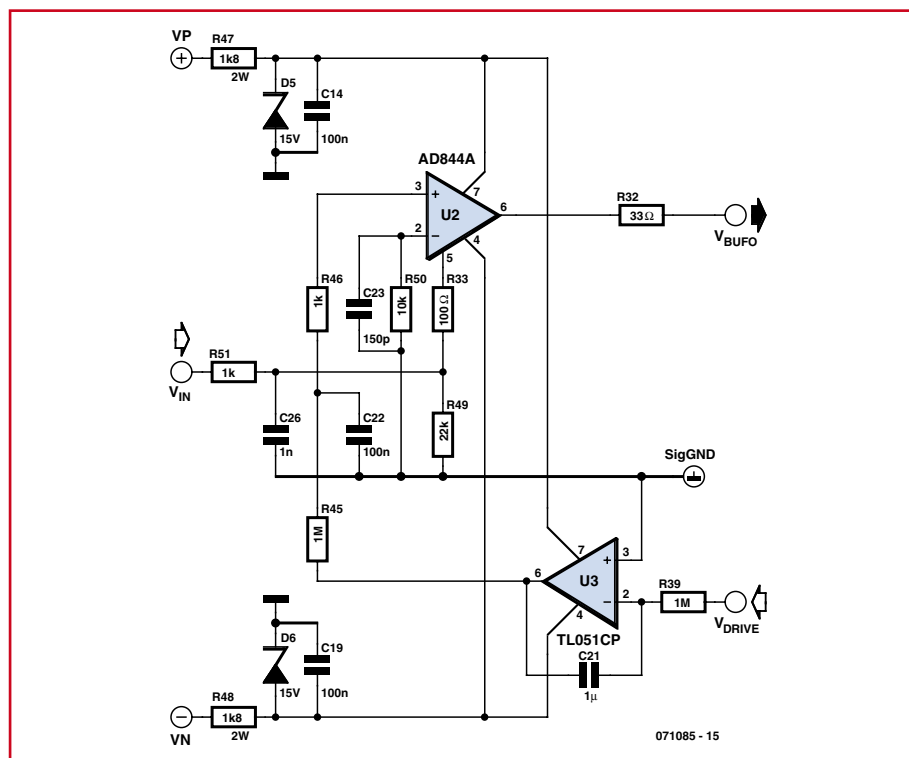 VP
R47
1k8
2W
D5
15V
C14
100n
AD844A
3
+
U2
7
2
−
4
5
6
R32
33Ω
VBUFO
R46
1k
C23
150p
R50
10k
R33
100Ω
VIN
R51
1k
C26
1n
C22
100n
R49
22k
SigGND
R45
1M
7
6
U3
+
3
−
2
4
R39
1M
VDRIVE
TL051CP
C21
1µ
D6
15V
C19
100n
R48
1k8
2W
VN
071085 - 15